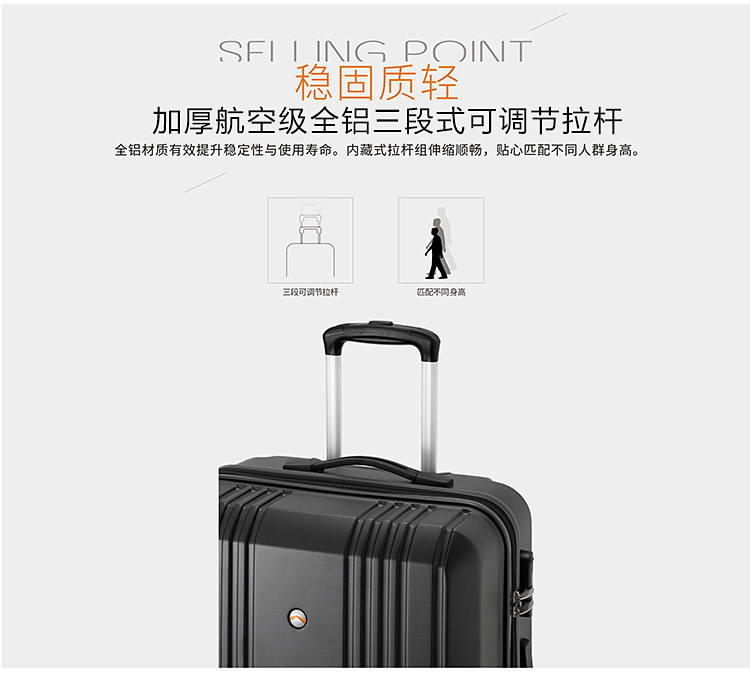 SELLING POINT
稳固质轻
加厚航空级全铝三段式可调节拉杆
全铝材质有效提升稳定性与使用寿命。内藏式拉杆组伸缩顺畅，贴心匹配不同人群身高。
三段可调节拉杆
匹配不同身高